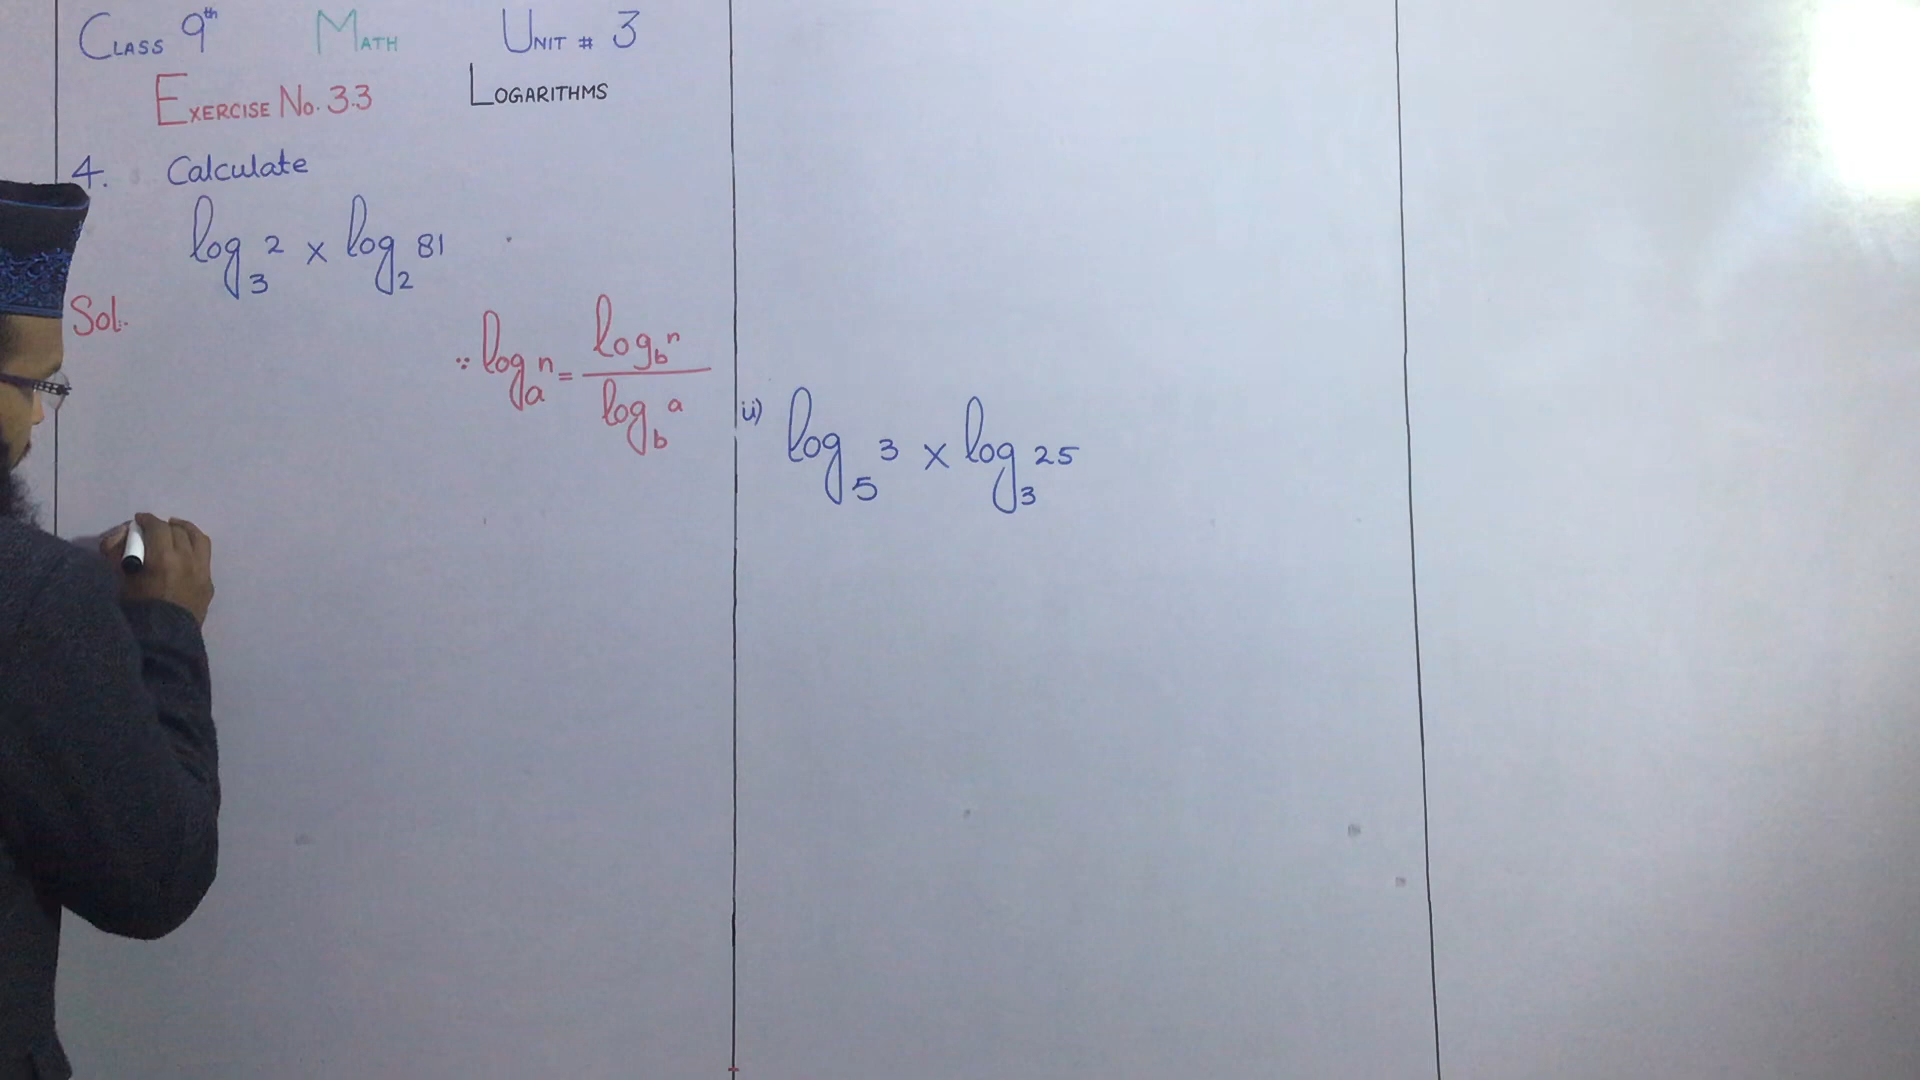 CLASS 9th MATH UNIT # 3
EXERCISE NO. 3.3 LOGARITHMS
4. Calculate
log₃2 x log₂81
Sol.
∵ logₐn = log_b n / log_b a
ii) log₅3 x log₃25